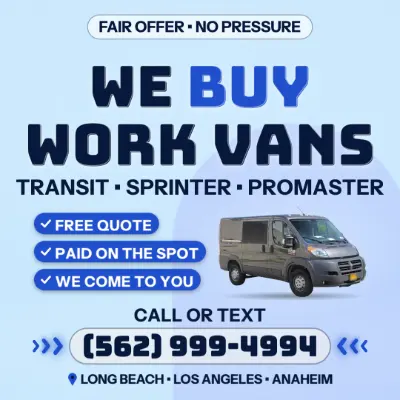 FAIR OFFER • NO PRESSURE
WE BUY
WORK VANS
TRANSIT • SPRINTER • PROMASTER
FREE QUOTE
PAID ON THE SPOT
WE COME TO YOU
CALL OR TEXT
(562) 999-4994
LONG BEACH • LOS ANGELES • ANAHEIM